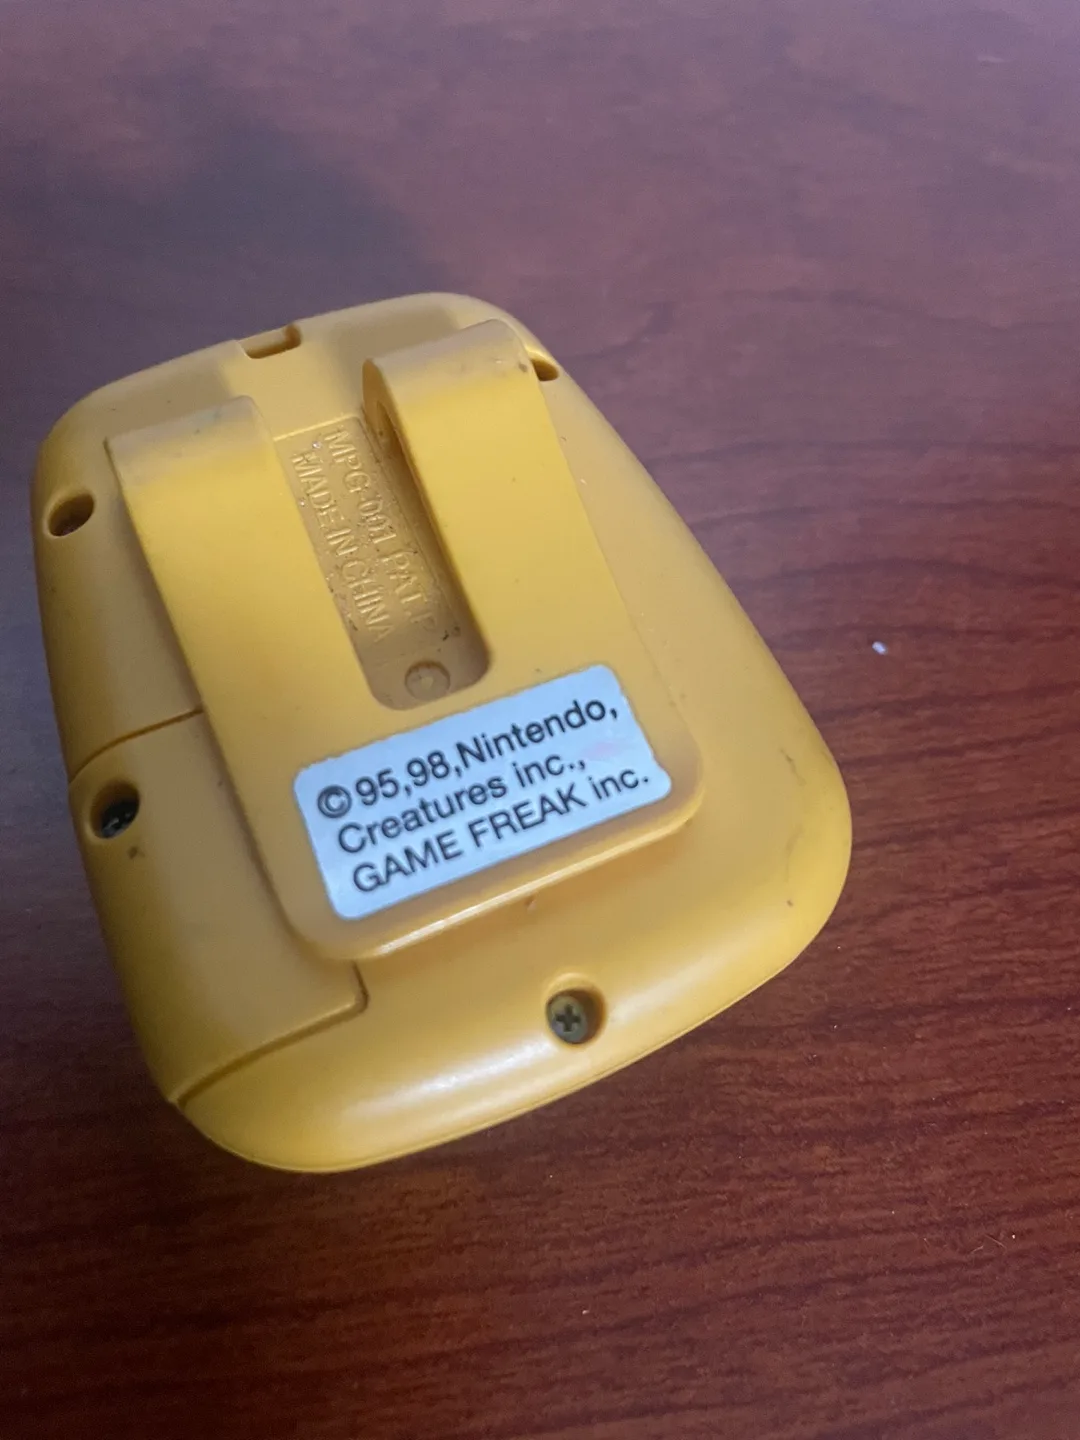 MPG-001 PAT.P
MADE IN CHINA
© 95,98,Nintendo,
Creatures inc.,
GAME FREAK inc.